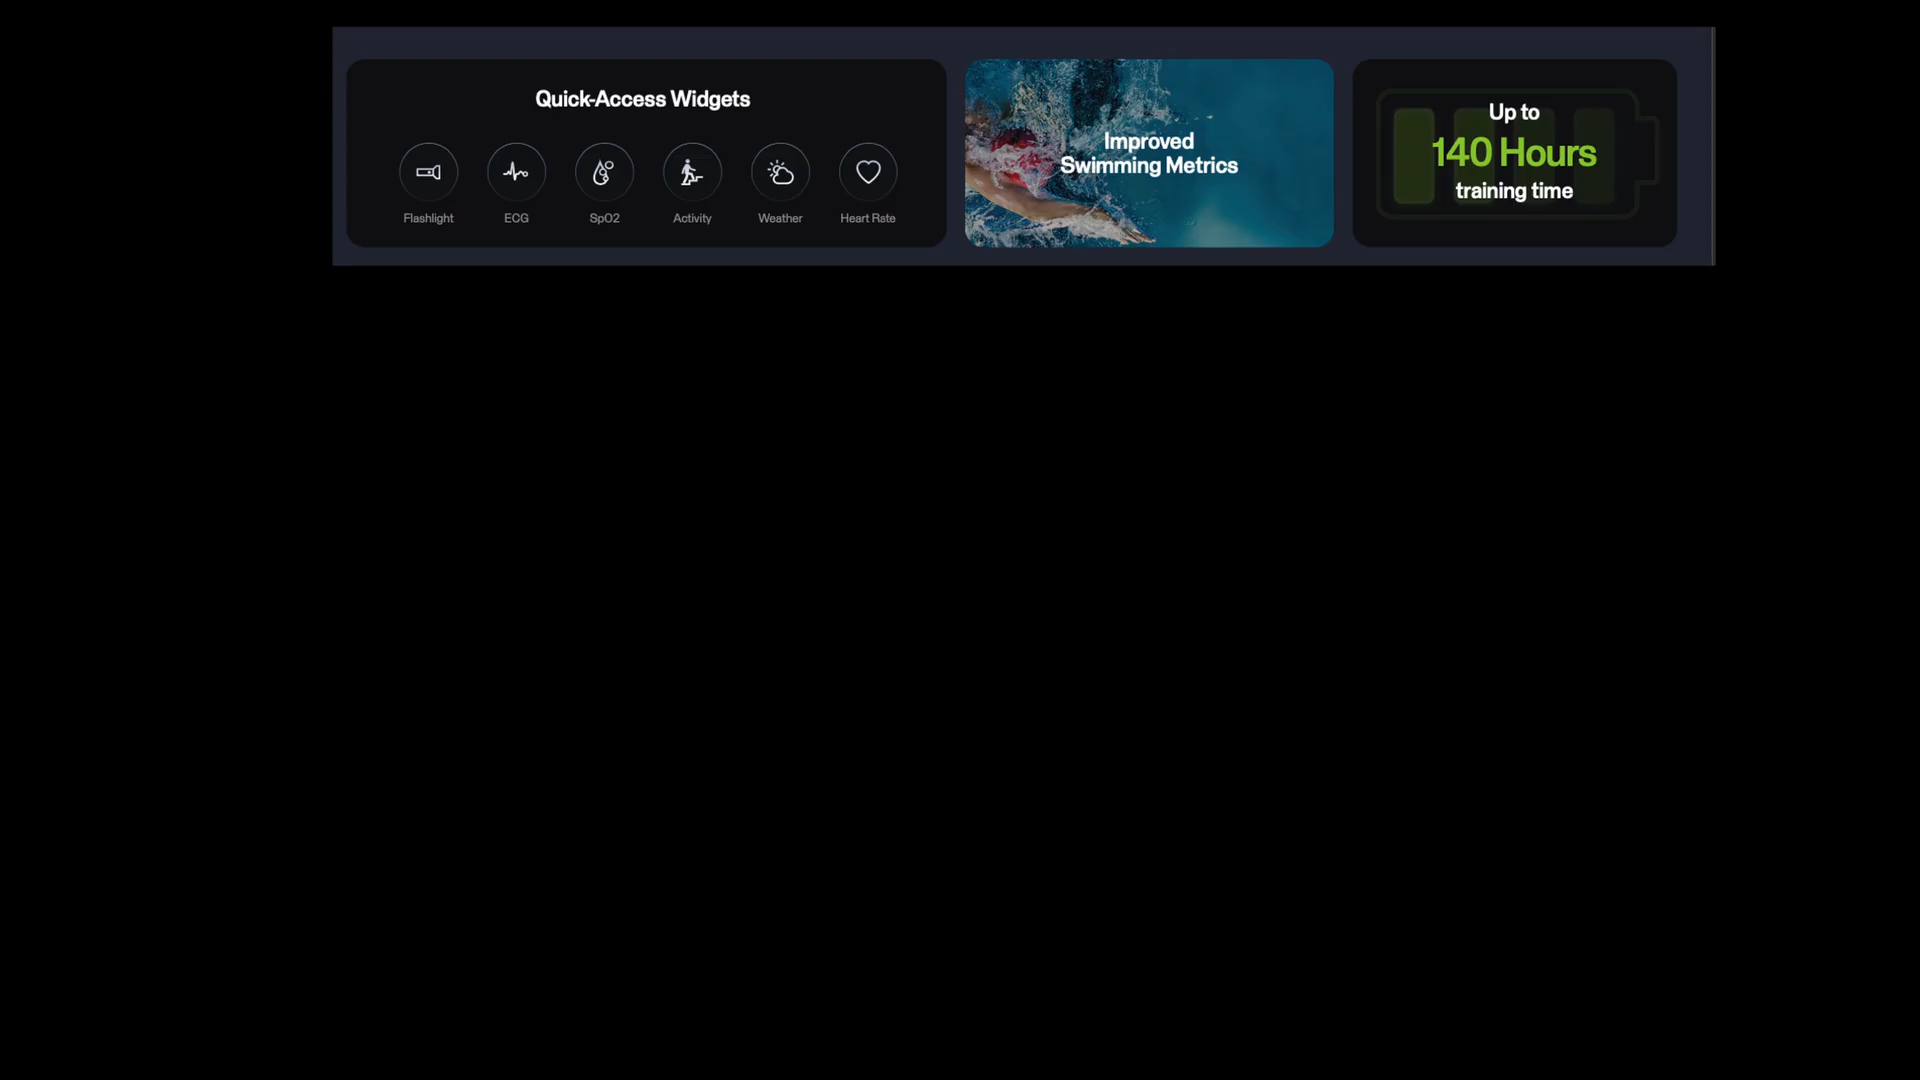 Quick-Access Widgets
Flashlight
ECG
SpO2
Activity
Weather
Heart Rate
Improved
Swimming Metrics
Up to
140 Hours
training time